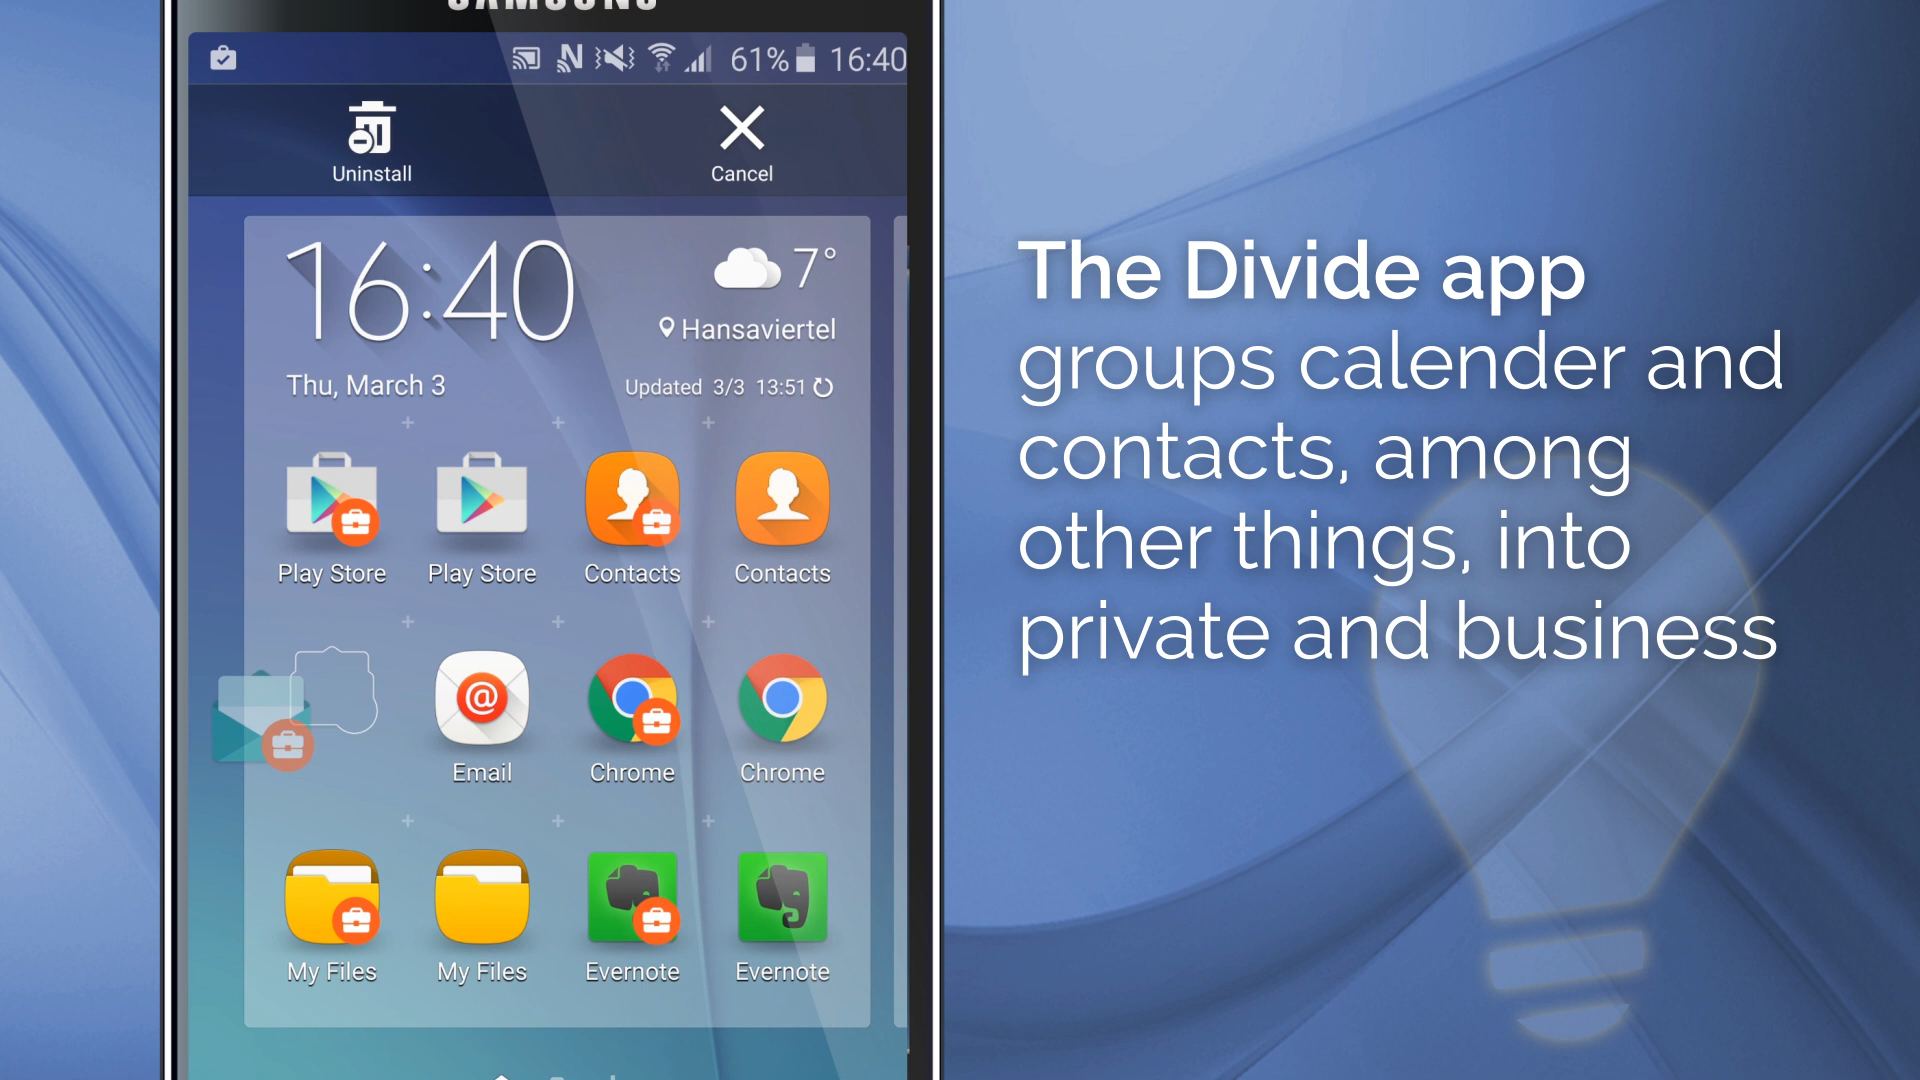 SAMSUNG
61% 16:40
Uninstall
Cancel
16:40
7°
Hansaviertel
Thu, March 3
Updated 3/3 13:51
Play Store
Play Store
Contacts
Contacts
@
Email
Chrome
Chrome
My Files
My Files
Evernote
Evernote
The Divide app
groups calender and
contacts, among
other things, into
private and business